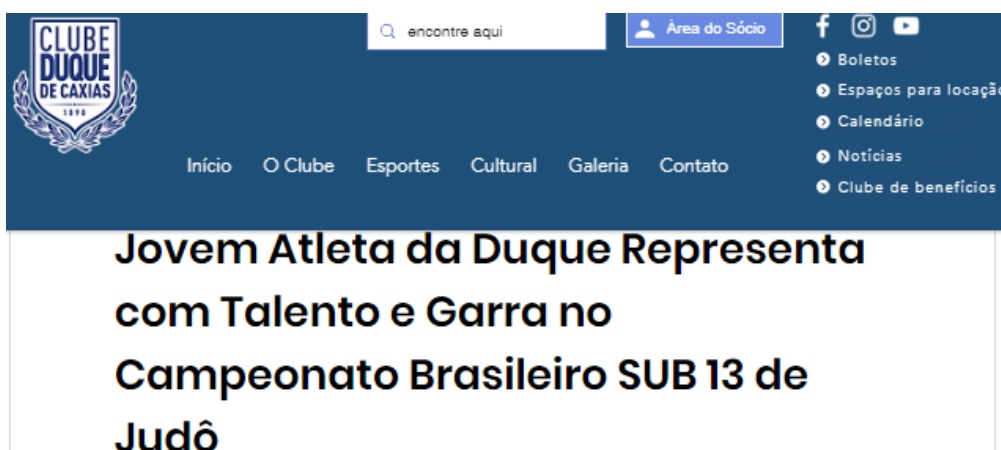 CLUBE
DUQUE
DE CAXIAS
1890
encontre aqui
Área do Sócio
Boletos
Espaços para locação
Calendário
Notícias
Clube de benefícios
Início O Clube Esportes Cultural Galeria Contato
Jovem Atleta da Duque Representa
com Talento e Garra no
Campeonato Brasileiro SUB 13 de
Judô